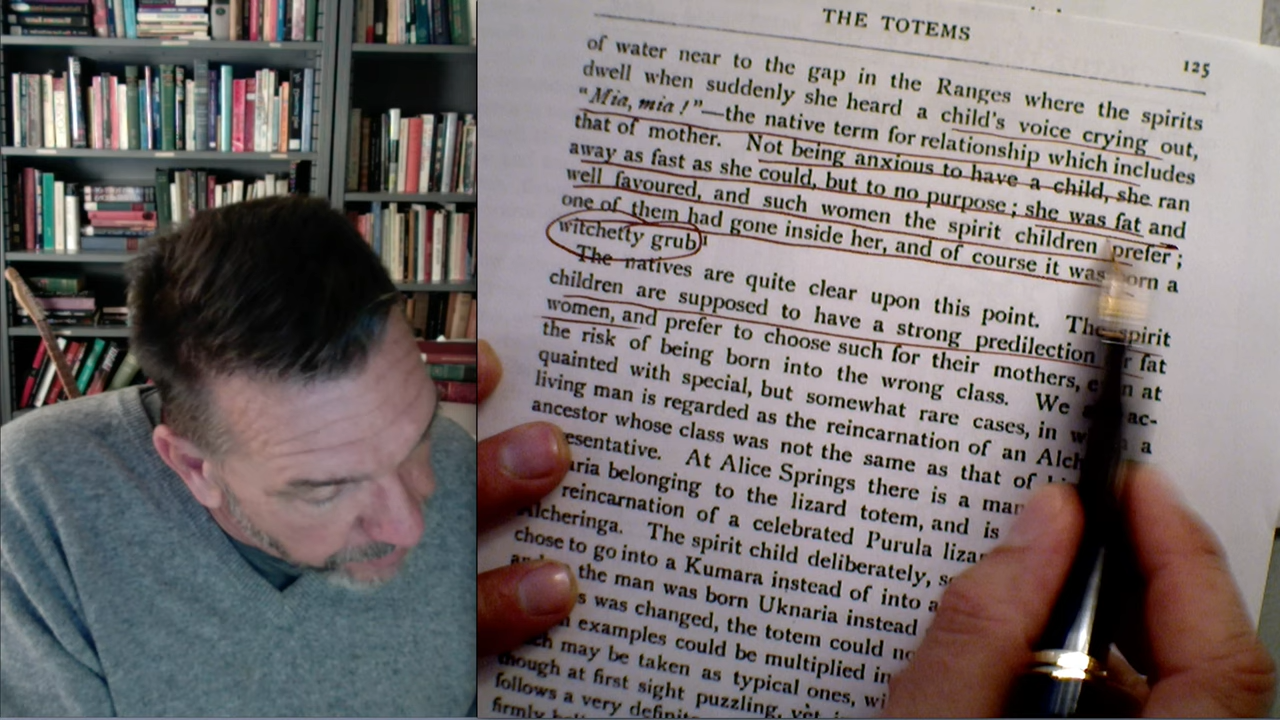 THE TOTEMS
125
of water near to the gap in the Ranges where the spirits
dwell when suddenly she heard a child's voice crying out,
“Mia, mia !”—the native term for relationship which includes
that of mother. Not being anxious to have a child, she ran
away as fast as she could, but to no purpose ; she was fat and
well favoured, and such women the spirit children prefer ;
one of them had gone inside her, and of course it was born a
witchetty grub
The natives are quite clear upon this point. The spirit
children are supposed to have a strong predilection fat
women, and prefer to choose such for their mothers, at
the risk of being born into the wrong class. We ac-
quainted with special, but somewhat rare cases, in a
living man is regarded as the reincarnation of an
ancestor whose class was not the same as that of
At Alice Springs there is a man
belonging to the lizard totem, and is
reincarnation of a celebrated Purula
Alcheringa. The spirit child deliberately,
chose to go into a Kumara instead of into a
the man was born Uknaria instead
was changed, the totem could
examples could be multiplied
may be taken as typical ones,
though at first sight puzzling, yet
follows a very
firmly